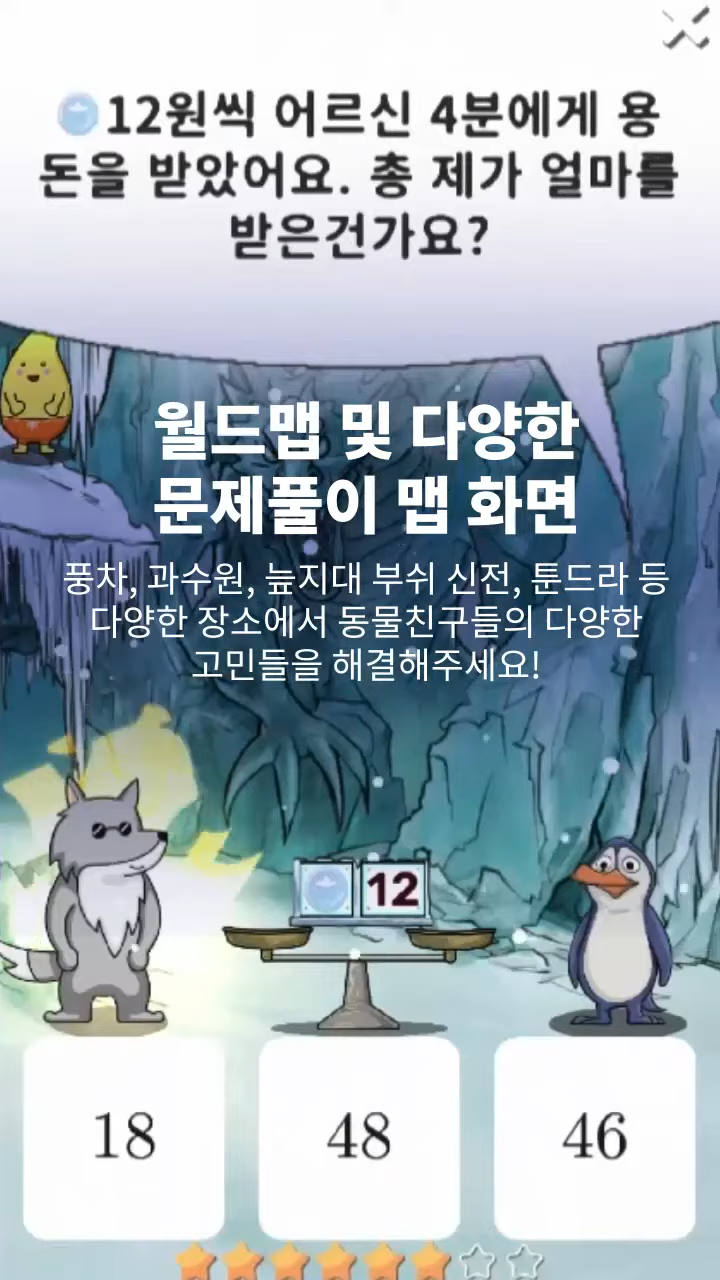 12원씩 어르신 4분에게 용
돈을 받았어요. 총 제가 얼마를
받은건가요?
월드맵 및 다양한
문제풀이 맵 화면
풍차, 과수원, 늪지대 부쉬 신전, 툰드라 등
다양한 장소에서 동물친구들의 다양한
고민들을 해결해주세요!
12
18
48
46